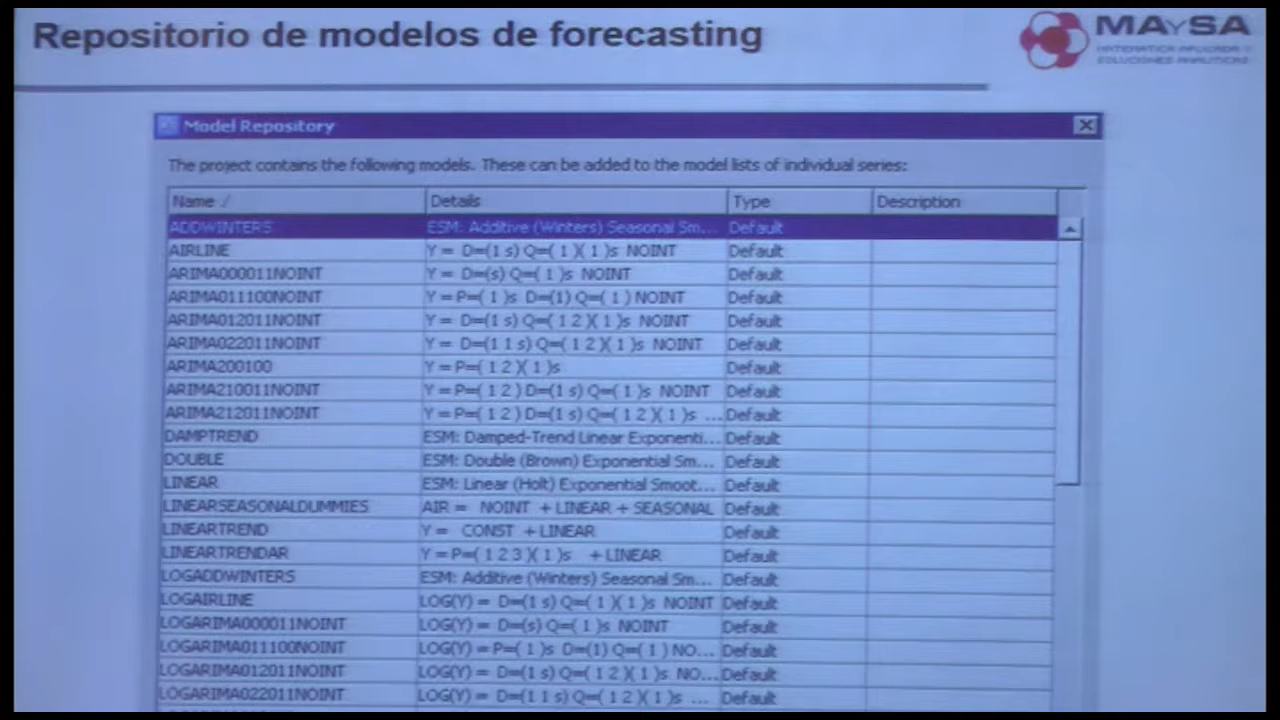 Repositorio de modelos de forecasting
MAYSA
MATEMATICA APLICADA Y
SOLUCIONES ANALITICAS
Model Repository
The project contains the following models. These can be added to the model lists of individual series:
Name / Details Type Description
ADDWINTERS ESM: Additive (Winters) Seasonal Sm... Default
AIRLINE Y = D=(1 s) Q=( 1 )( 1 )s NOINT Default
ARIMA000011NOINT Y = D=(s) Q=( 1 )s NOINT Default
ARIMA011100NOINT Y = P=( 1 )s D=(1) Q=( 1 ) NOINT Default
ARIMA012011NOINT Y = D=(1 s) Q=( 1 2 )( 1 )s NOINT Default
ARIMA022011NOINT Y = D=(1 1 s) Q=( 1 2 )( 1 )s NOINT Default
ARIMA200100 Y = P=( 1 2 )( 1 )s Default
ARIMA210011NOINT Y = P=( 1 2 ) D=(1 s) Q=( 1 )s NOINT Default
ARIMA212011NOINT Y = P=( 1 2 ) D=(1 s) Q=( 1 2 )( 1 )s ... Default
DAMPTREND ESM: Damped-Trend Linear Exponenti... Default
DOUBLE ESM: Double (Brown) Exponential Sm... Default
LINEAR ESM: Linear (Holt) Exponential Smoot... Default
LINEARSEASONALDUMMIES AIR = NOINT + LINEAR + SEASONAL Default
LINEARTREND Y = CONST + LINEAR Default
LINEARTRENDAR Y = P=( 1 2 3 )( 1 )s + LINEAR Default
LOGADDWINTERS ESM: Additive (Winters) Seasonal Sm... Default
LOGAIRLINE LOG(Y) = D=(1 s) Q=( 1 )( 1 )s NOINT Default
LOGARIMA000011NOINT LOG(Y) = D=(s) Q=( 1 )s NOINT Default
LOGARIMA011100NOINT LOG(Y) = P=( 1 )s D=(1) Q=( 1 ) NO... Default
LOGARIMA012011NOINT LOG(Y) = D=(1 s) Q=( 1 2 )( 1 )s NO... Default
LOGARIMA022011NOINT LOG(Y) = D=(1 1 s) Q=( 1 2 )( 1 )s ... Default